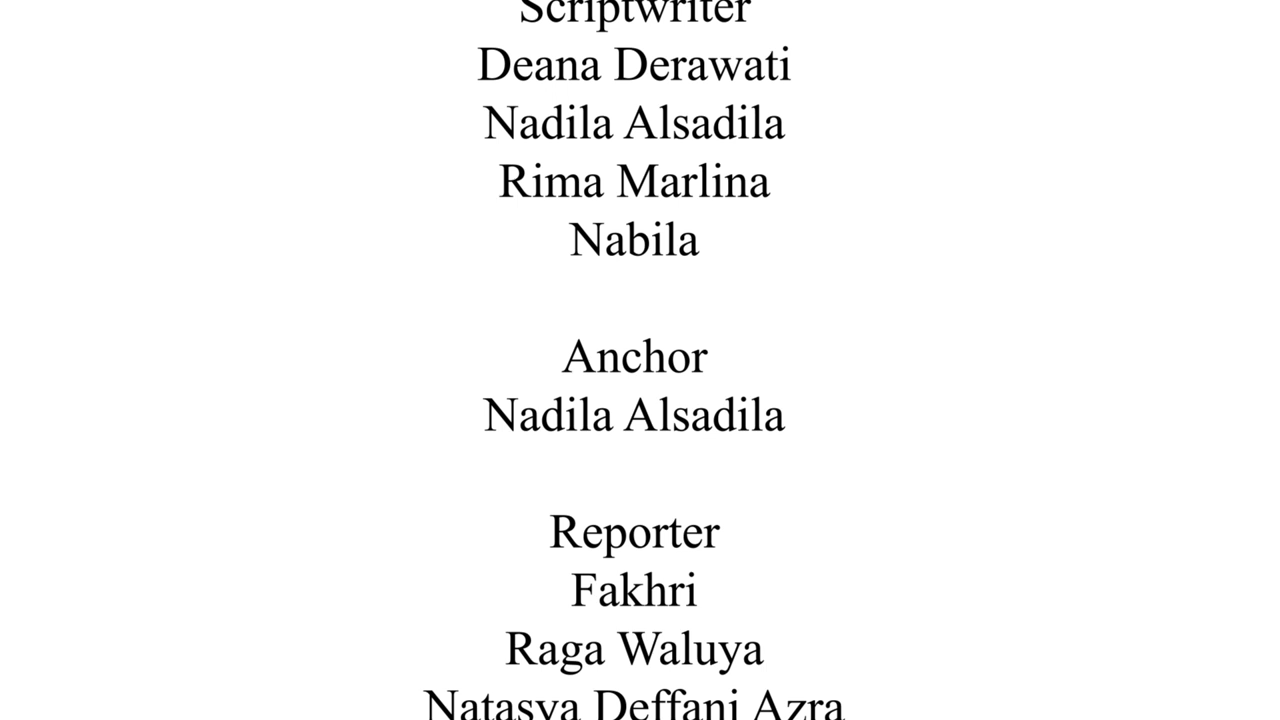 Scriptwriter
Deana Derawati
Nadila Alsadila
Rima Marlina
Nabila
Anchor
Nadila Alsadila
Reporter
Fakhri
Raga Waluya
Natasya Deffani Azra